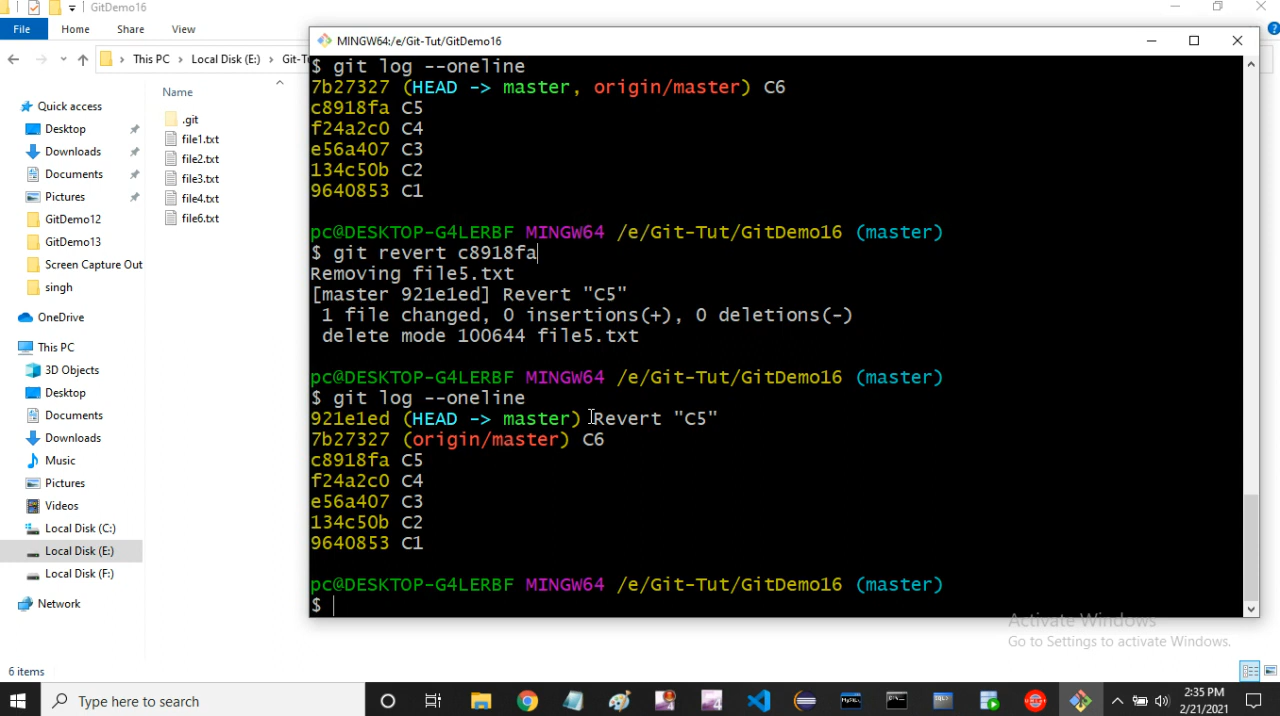 GitDemo16
File
Home
Share
View
This PC
Local Disk (E:)
Git-T
Name
Quick access
Desktop
Downloads
Documents
Pictures
GitDemo12
GitDemo13
Screen Capture Out
singh
OneDrive
This PC
3D Objects
Desktop
Documents
Downloads
Music
Pictures
Videos
Local Disk (C:)
Local Disk (E:)
Local Disk (F:)
Network
.git
file1.txt
file2.txt
file3.txt
file4.txt
file6.txt
6 items
MINGW64:/e/Git-Tut/GitDemo16
$ git log --oneline
7b27327 (HEAD -> master, origin/master) C6
c8918fa C5
f24a2c0 C4
e56a407 C3
134c50b C2
9640853 C1
pc@DESKTOP-G4LERBF MINGW64 /e/Git-Tut/GitDemo16 (master)
$ git revert c8918fa
Removing file5.txt
[master 921e1ed] Revert "C5"
1 file changed, 0 insertions(+), 0 deletions(-)
delete mode 100644 file5.txt
pc@DESKTOP-G4LERBF MINGW64 /e/Git-Tut/GitDemo16 (master)
$ git log --oneline
921e1ed (HEAD -> master) Revert "C5"
7b27327 (origin/master) C6
c8918fa C5
f24a2c0 C4
e56a407 C3
134c50b C2
9640853 C1
pc@DESKTOP-G4LERBF MINGW64 /e/Git-Tut/GitDemo16 (master)
$
Activate Windows
Go to Settings to activate Windows.
Type here to search
2:35 PM
2/21/2021